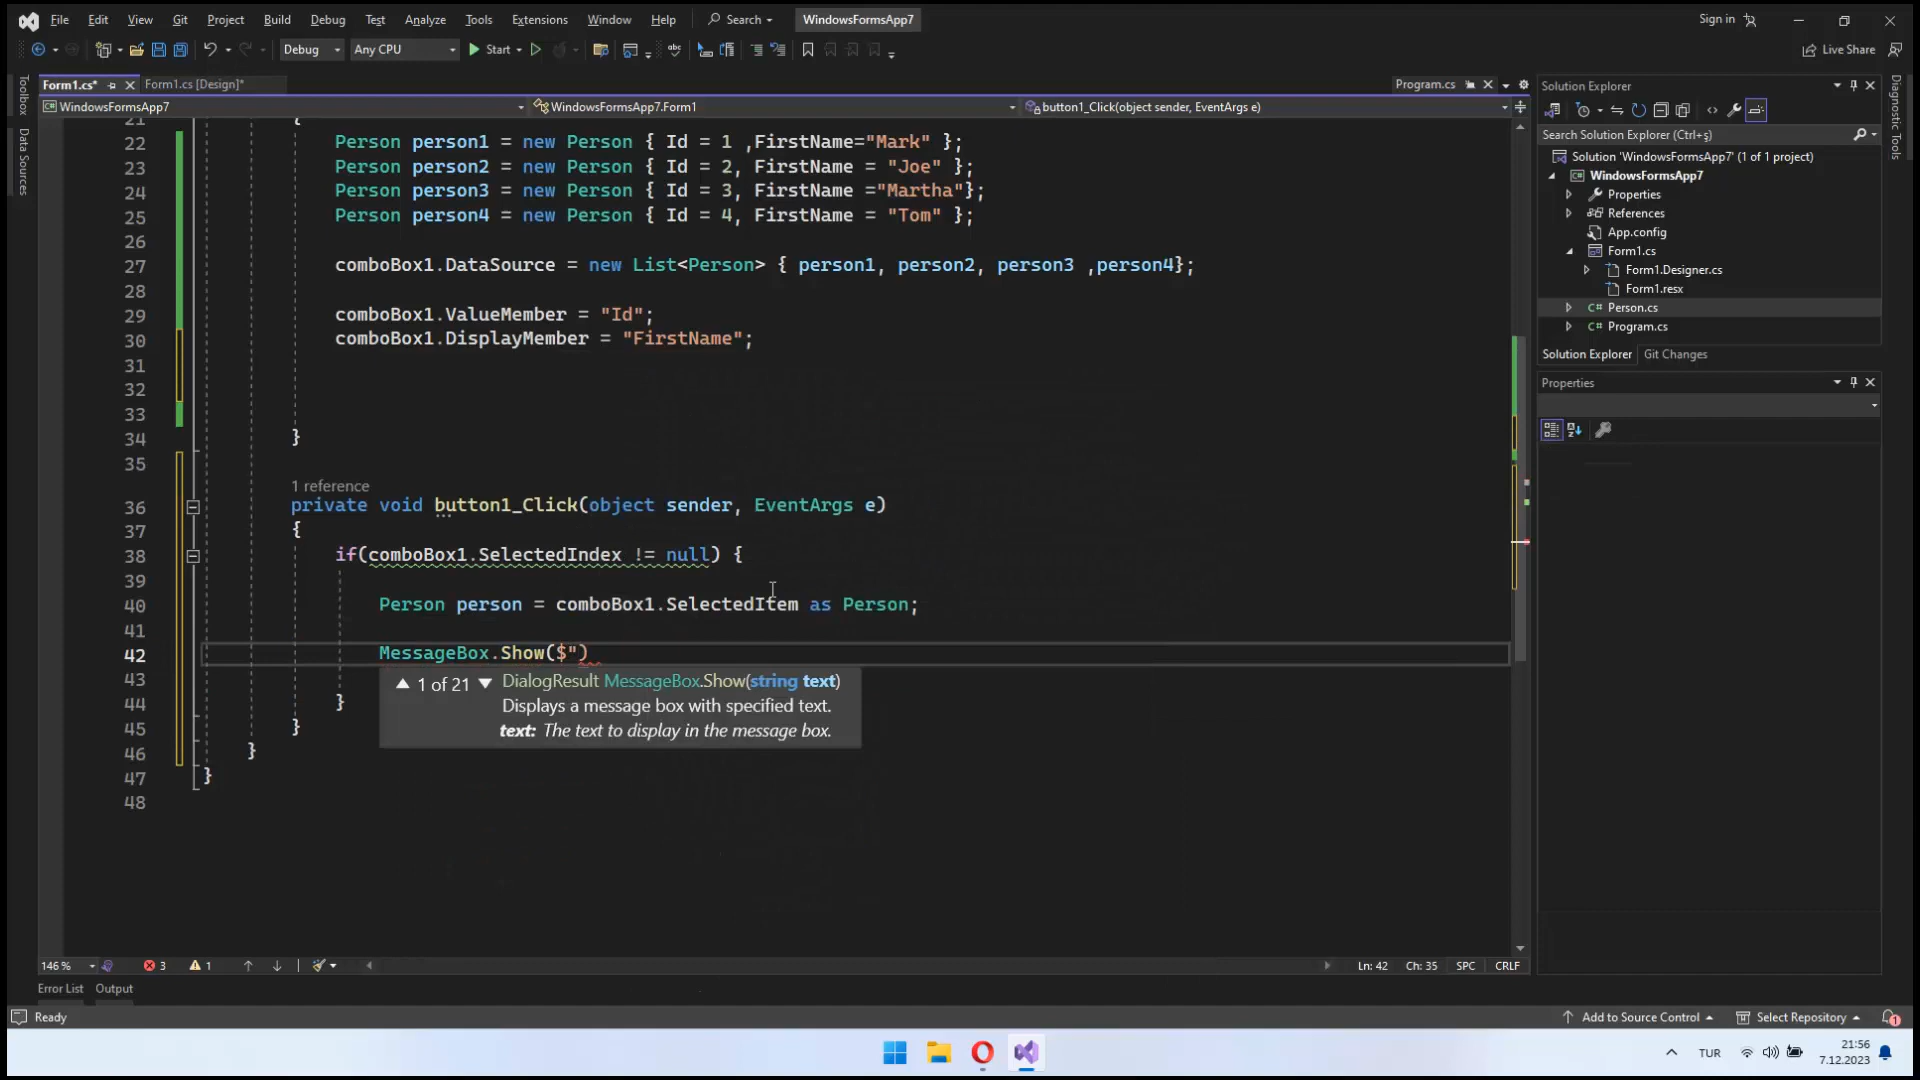 File Edit View Git Project Build Debug Test Analyze Tools Extensions Window Help Search WindowsFormsApp7 Sign in
Debug Any CPU Start Live Share
Form1.cs* Form1.cs [Design]* Program.cs
WindowsFormsApp7 WindowsFormsApp7.Form1 button1_Click(object sender, EventArgs e)
21 {
22 Person person1 = new Person { Id = 1 ,FirstName="Mark" };
23 Person person2 = new Person { Id = 2, FirstName = "Joe" };
24 Person person3 = new Person { Id = 3, FirstName ="Martha"};
25 Person person4 = new Person { Id = 4, FirstName = "Tom" };
26
27 comboBox1.DataSource = new List<Person> { person1, person2, person3 ,person4};
28
29 comboBox1.ValueMember = "Id";
30 comboBox1.DisplayMember = "FirstName";
31
32
33
34 }
35
1 reference
36 private void button1_Click(object sender, EventArgs e)
37 {
38 if(comboBox1.SelectedIndex != null) {
39
40 Person person = comboBox1.SelectedItem as Person;
41
42 MessageBox.Show($")
43
44 }
45 }
46 }
47 }
48
1 of 21 DialogResult MessageBox.Show(string text)
Displays a message box with specified text.
text: The text to display in the message box.
146 % 3 1 Ln: 42 Ch: 35 SPC CRLF
Error List Output
Ready Add to Source Control Select Repository 1
Toolbox
Data Sources
Solution Explorer
Search Solution Explorer (Ctrl+ş)
Solution 'WindowsFormsApp7' (1 of 1 project)
WindowsFormsApp7
Properties
References
App.config
Form1.cs
Form1.Designer.cs
Form1.resx
C# Person.cs
C# Program.cs
Solution Explorer Git Changes
Properties
Diagnostic Tools
TUR 21:56
7.12.2023